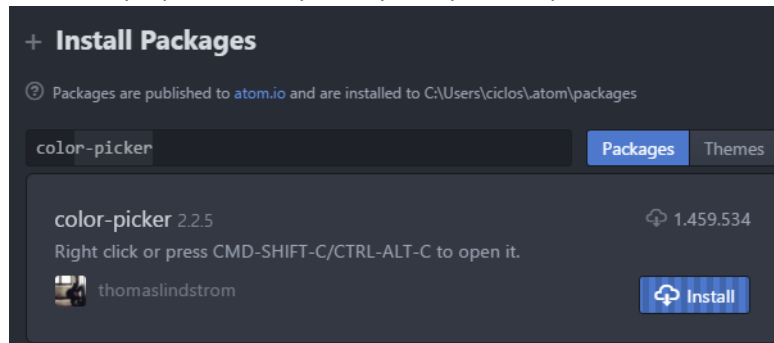 + Install Packages
Packages are published to atom.io and are installed to C:\Users\ciclos\.atom\packages
color-picker
Packages Themes
color-picker 2.2.5
1.459.534
Right click or press CMD-SHIFT-C/CTRL-ALT-C to open it.
thomaslindstrom
Install